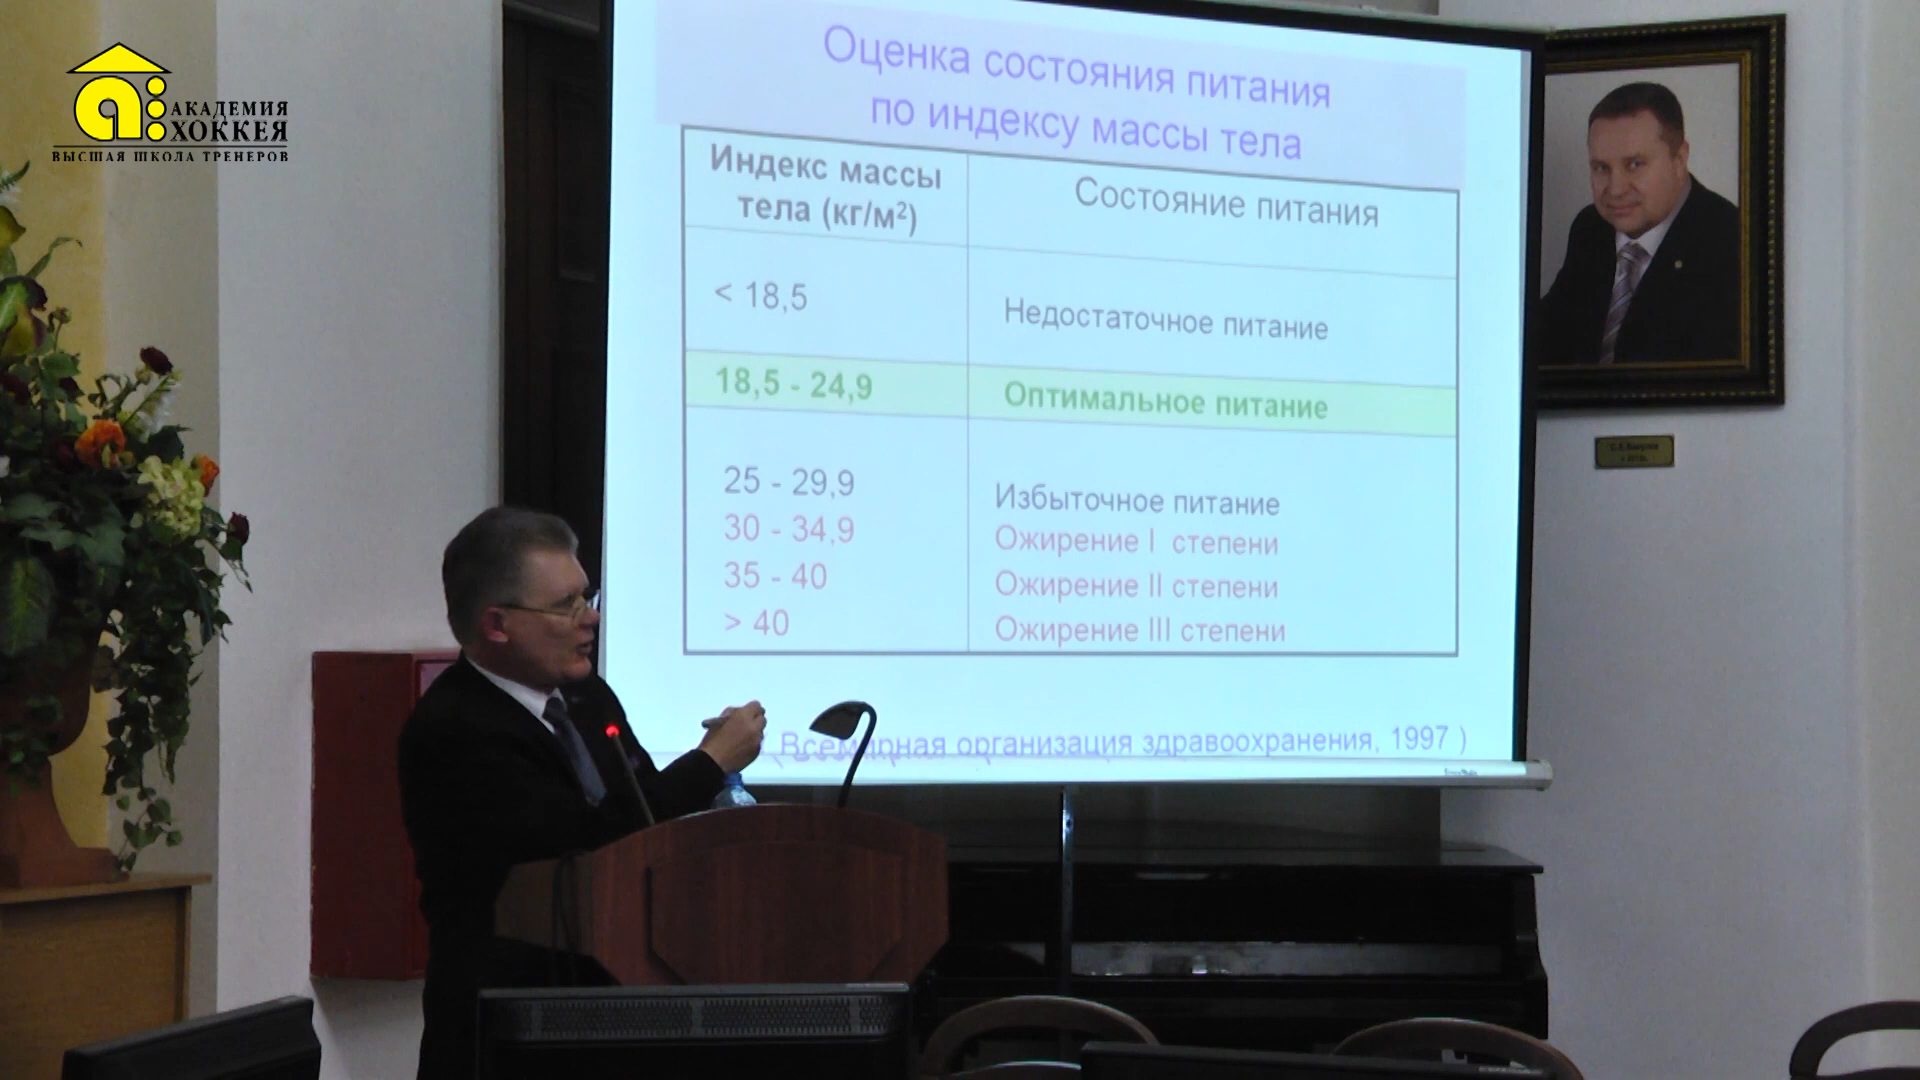 АКАДЕМИЯ
ХОККЕЯ
ВЫСШАЯ ШКОЛА ТРЕНЕРОВ
Оценка состояния питания
по индексу массы тела
Индекс массы
тела (кг/м²)
Состояние питания
< 18,5
Недостаточное питание
18,5 - 24,9
Оптимальное питание
25 - 29,9
Избыточное питание
30 - 34,9
Ожирение I степени
35 - 40
Ожирение II степени
> 40
Ожирение III степени
( Всемирная организация здравоохранения, 1997 )